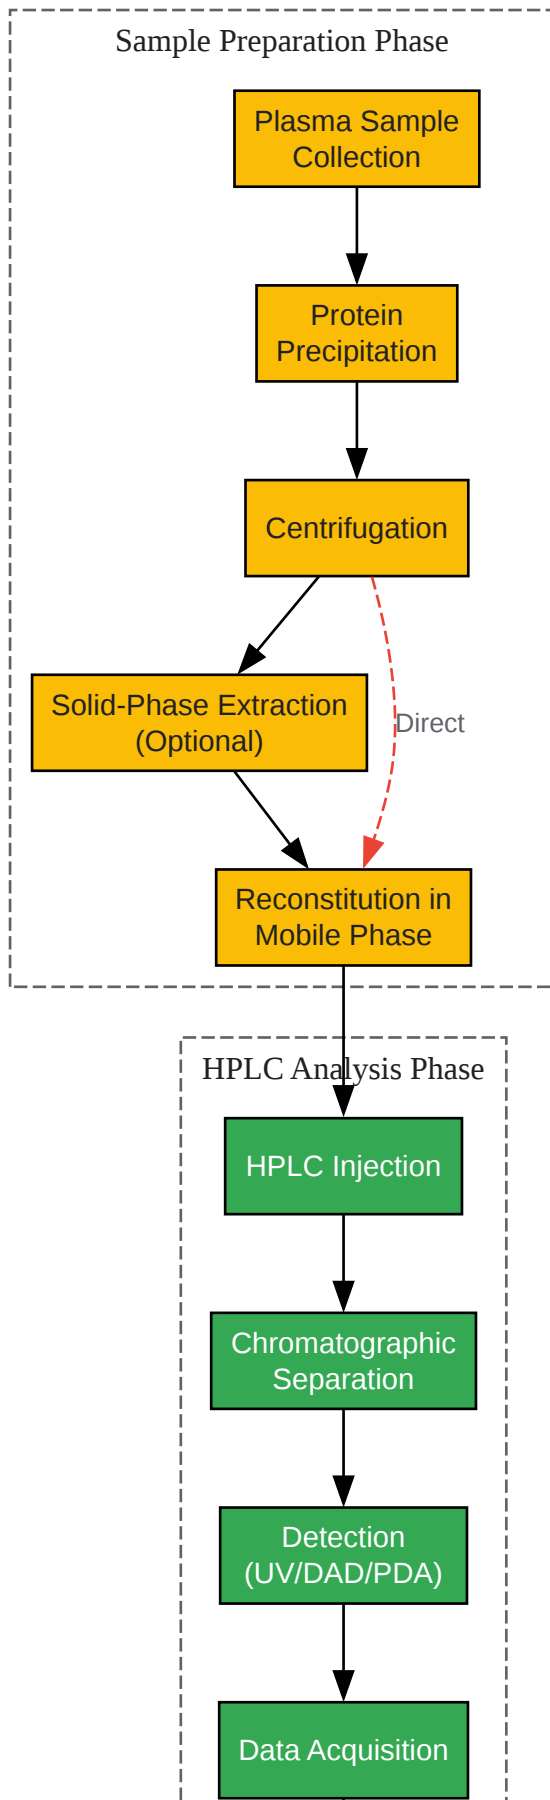 Sample Preparation Phase
Plasma Sample
Collection
Protein
Precipitation
Centrifugation
Solid-Phase Extraction
(Optional)
Direct
Reconstitution in
Mobile Phase
HPLC Analysis Phase
HPLC Injection
Chromatographic
Separation
Detection
(UV/DAD/PDA)
Data Acquisition